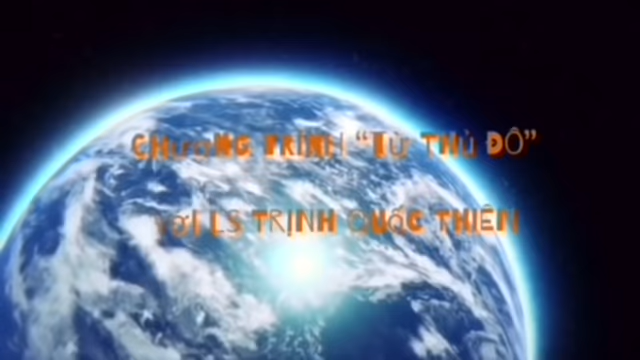 CHƯƠNG TRÌNH “TỪ THỦ ĐÔ”
VỚI LS TRỊNH QUỐC THIÊN